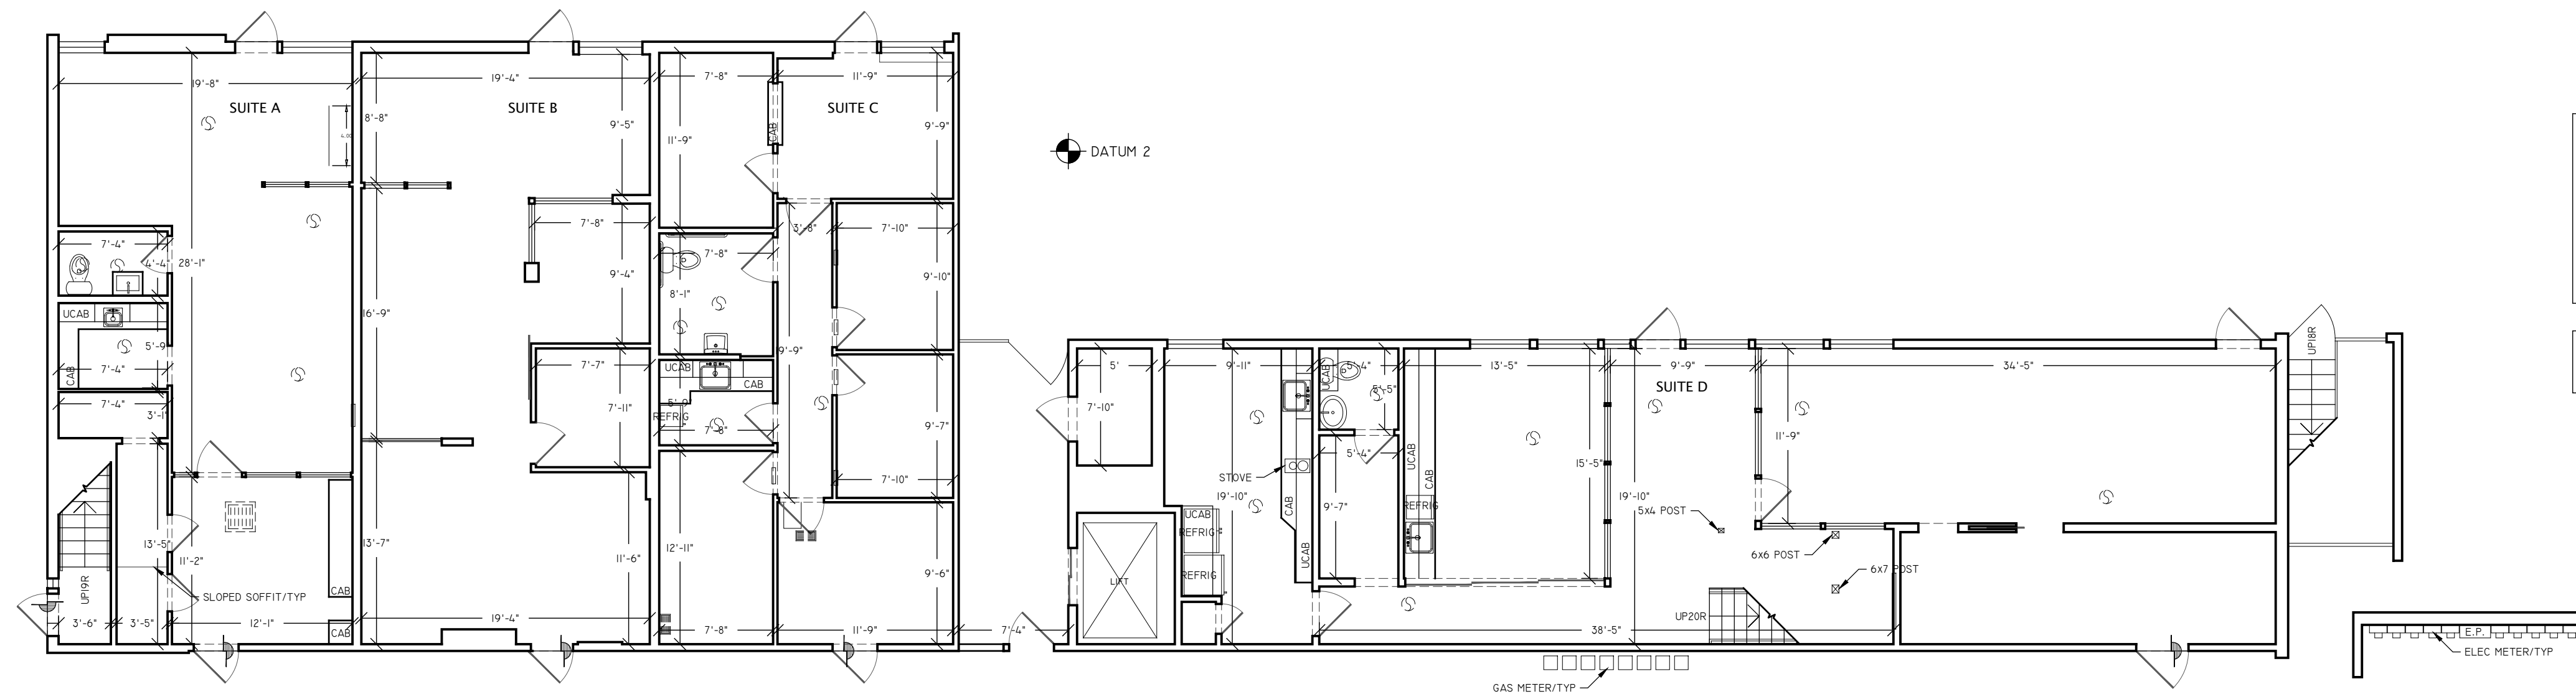 19'-8"
SUITE A
F.00
7'-4"
4'-4"
28'-1"
UCAB
5'-9"
7'-4"
CAB
7'-4"
3'-1"
13'-5"
11'-2"
UP19R
SLOPED SOFFIT/TYP
CAB
CAB
3'-6"
3'-5"
12'-1"
19'-4"
SUITE B
8'-8"
9'-5"
7'-8"
9'-4"
16'-9"
7'-7"
7'-11"
13'-7"
11'-6"
19'-4"
7'-8"
11'-9"
SUITE C
CAB
11'-9"
9'-9"
3'-8"
7'-10"
7'-8"
9'-10"
8'-1"
9'-9"
UCAB
CAB
5'-9"
REFRIG
7'-8"
9'-7"
7'-10"
12'-11"
9'-6"
7'-8"
11'-9"
7'-4"
DATUM 2
5'
7'-10"
LIFT
9'-11"
STOVE
19'-10"
CAB
UCAB
UCAB
REFRIG
REFRIG
UCAB
5'-4"
5'-5"
5'-4"
9'-7"
13'-5"
UCAB
CAB
REFRIG
15'-5"
9'-9"
SUITE D
19'-10"
5x4 POST
6x6 POST
6x7 POST
UP20R
38'-5"
34'-5"
11'-9"
UP18R
GAS METER/TYP
E.P.
ELEC METER/TYP